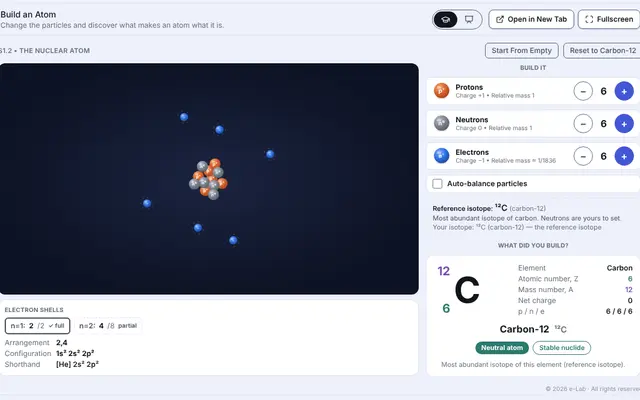 Build an Atom
Change the particles and discover what makes an atom what it is.
Open in New Tab
Fullscreen
S1.2 • THE NUCLEAR ATOM
Start From Empty
Reset to Carbon-12
BUILD IT
Protons
Charge +1 • Relative mass 1
− 6 +
Neutrons
Charge 0 • Relative mass 1
− 6 +
Electrons
Charge −1 • Relative mass ≈ 1/1836
− 6 +
Auto-balance particles
Reference isotope: ¹²C (carbon-12)
Most abundant isotope of carbon. Neutrons are yours to set.
Your isotope: ¹²C (carbon-12) — the reference isotope
WHAT DID YOU BUILD?
12
6
C
Element Carbon
Atomic number, Z 6
Mass number, A 12
Net charge 0
p / n / e 6 / 6 / 6
Carbon-12 ¹²C
Neutral atom
Stable nuclide
Most abundant isotope of this element (reference isotope).
ELECTRON SHELLS
n=1: 2 /2 ✓ full
n=2: 4 /8 partial
Arrangement 2,4
Configuration 1s² 2s² 2p²
Shorthand [He] 2s² 2p²
© 2026 e-Lab · Powered